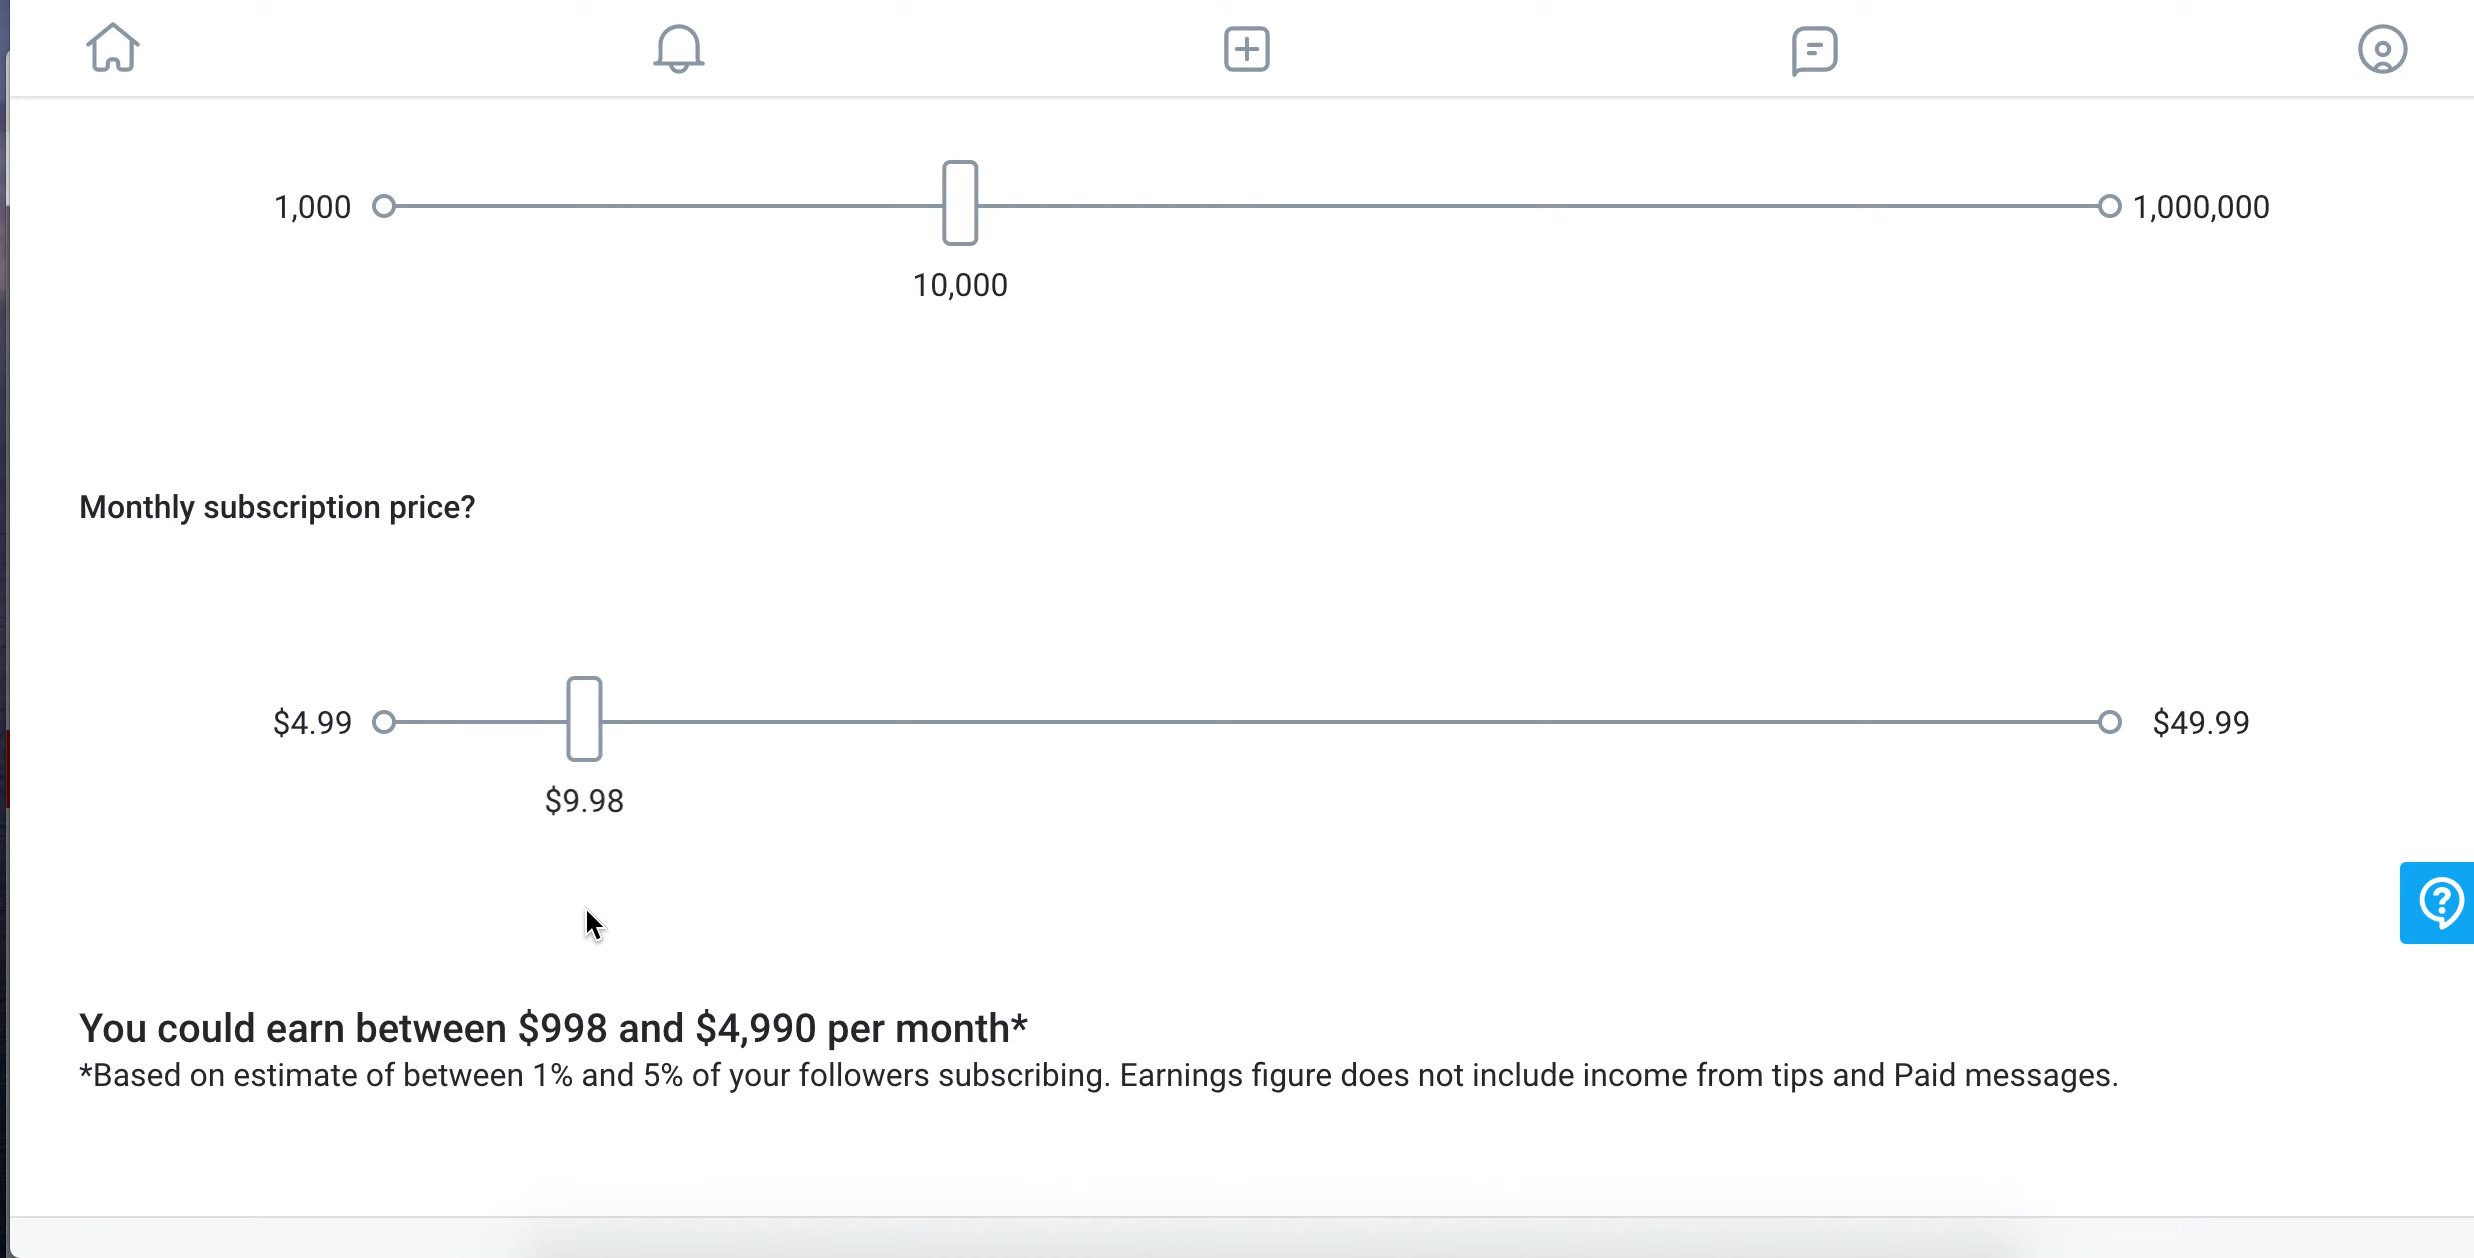 1,000
1,000,000
10,000
Monthly subscription price?
$4.99
$49.99
$9.98
You could earn between $998 and $4,990 per month*
*Based on estimate of between 1% and 5% of your followers subscribing. Earnings figure does not include income from tips and Paid messages.